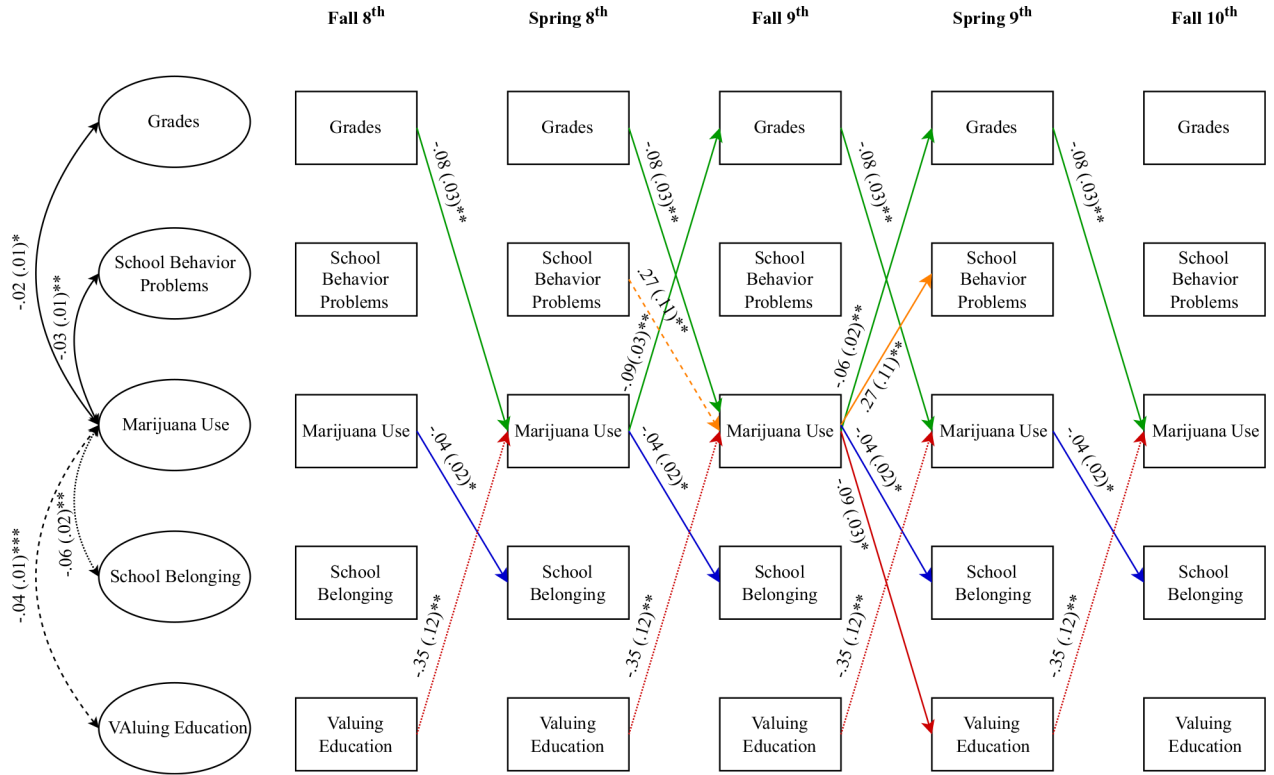 Fall 8th
Spring 8th
Fall 9th
Spring 9th
Fall 10th
Grades
Grades
Grades
Grades
Grades
Grades
-.08 (.03)**
-.08 (.03)**
-.08 (.03)**
-.08 (.03)**
-.02 (.01)*
School Behavior
Problems
School
Behavior
Problems
School
Behavior
Problems
School
Behavior
Problems
School
Behavior
Problems
School
Behavior
Problems
-.03 (.01)**
.27 (.11)**
-.09(.03)**
-.06 (.02)**
.27 (.11)**
Marijuana Use
Marijuana Use
Marijuana Use
Marijuana Use
Marijuana Use
Marijuana Use
-.04 (.02)*
-.04 (.02)*
-.04 (.02)*
-.04 (.02)*
-.09 (.03)*
-.06 (.02)**
-.04 (.01)***
School Belonging
School
Belonging
School
Belonging
School
Belonging
School
Belonging
School
Belonging
-.35 (.12)**
-.35 (.12)**
-.35 (.12)**
-.35 (.12)**
VAluing Education
Valuing
Education
Valuing
Education
Valuing
Education
Valuing
Education
Valuing
Education